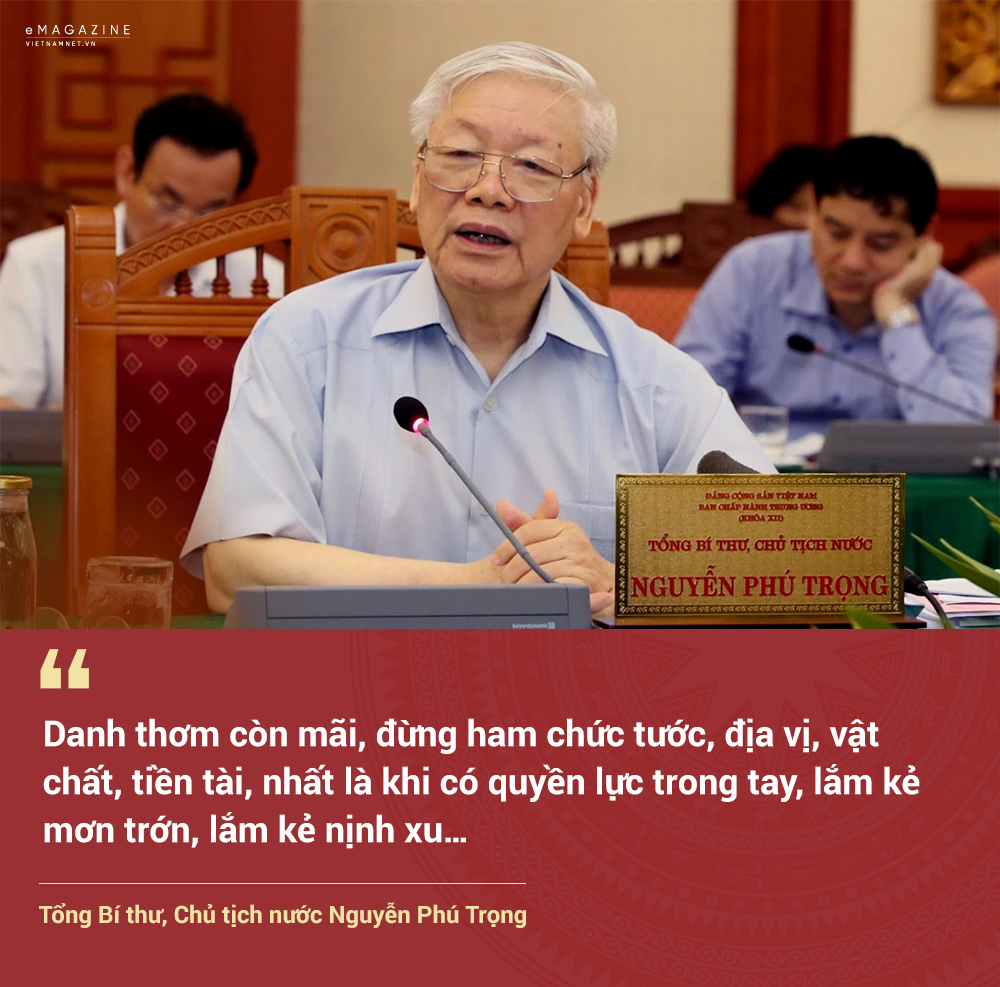 eMAGAZINE
VIETNAMNET.VN
ĐẢNG CỘNG SẢN VIỆT NAM
BAN CHẤP HÀNH TRUNG ƯƠNG
(KHÓA XII)
TỔNG BÍ THƯ, CHỦ TỊCH NƯỚC
NGUYỄN PHÚ TRỌNG
beyerdynamic
“
Danh thơm còn mãi, đừng ham chức tước, địa vị, vật
chất, tiền tài, nhất là khi có quyền lực trong tay, lắm kẻ
mơn trớn, lắm kẻ nịnh xu...
Tổng Bí thư, Chủ tịch nước Nguyễn Phú Trọng